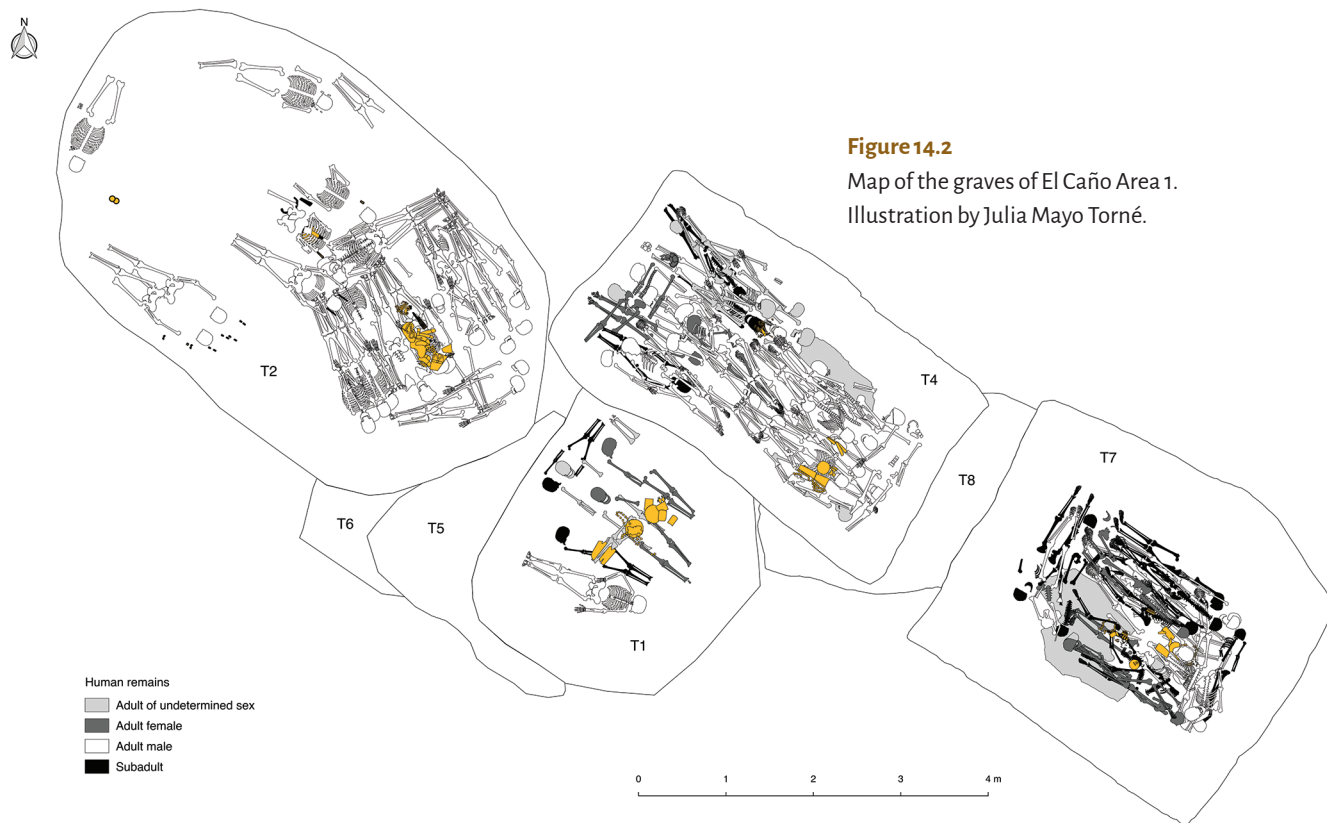 N
Figure 14.2
Map of the graves of El Caño Area 1.
Illustration by Julia Mayo Torné.
T2
T4
T7
T8
T6
T5
T1
Human remains
Adult of undetermined sex
Adult female
Adult male
Subadult
0 1 2 3 4 m